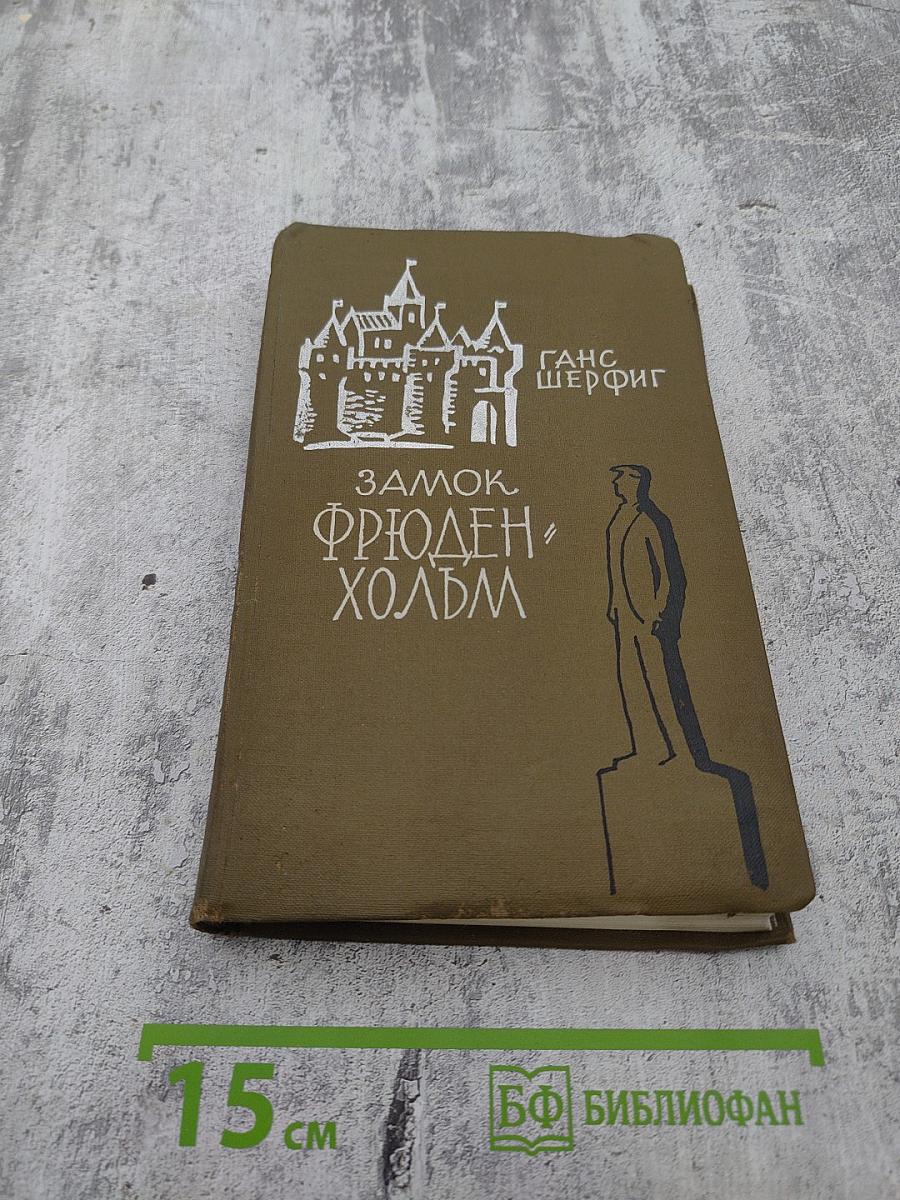 ГАНС
ШЕРФИГ
ЗАМОК
ФРЮДЕН=
ХОЛЬМ
15 см
БФ БИБЛИОФАН